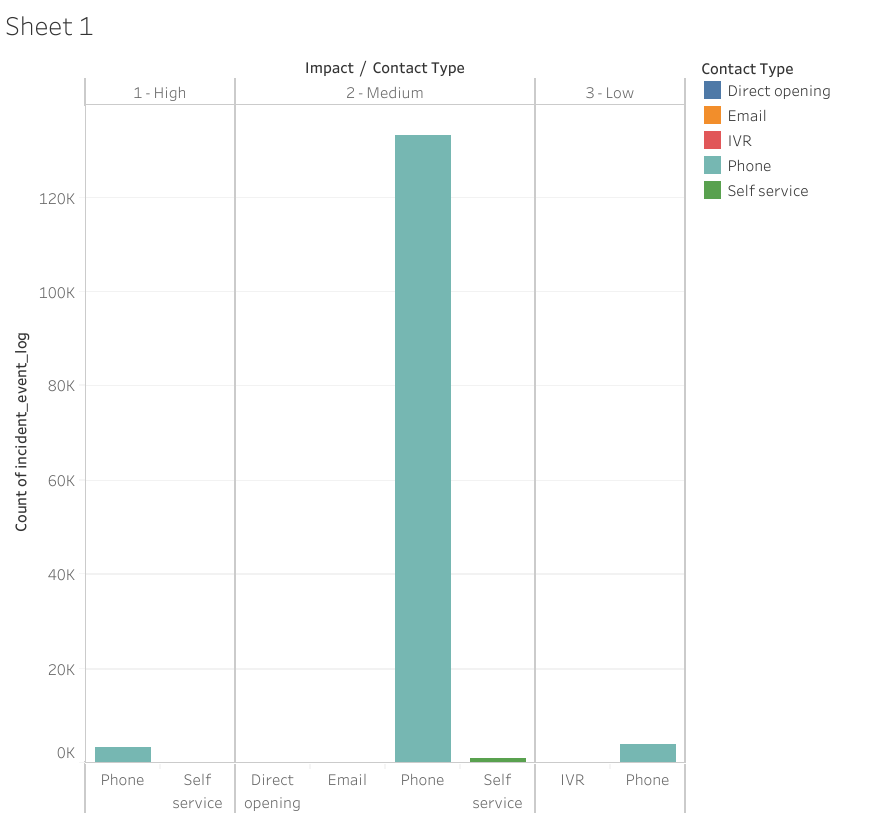 Sheet 1
Impact / Contact Type
1 - High
2 - Medium
3 - Low
Contact Type
Direct opening
Email
IVR
Phone
Self service
Count of incident_event_log
120K
100K
80K
60K
40K
20K
0K
Phone
Self
service
Direct
opening
Email
Phone
Self
service
IVR
Phone